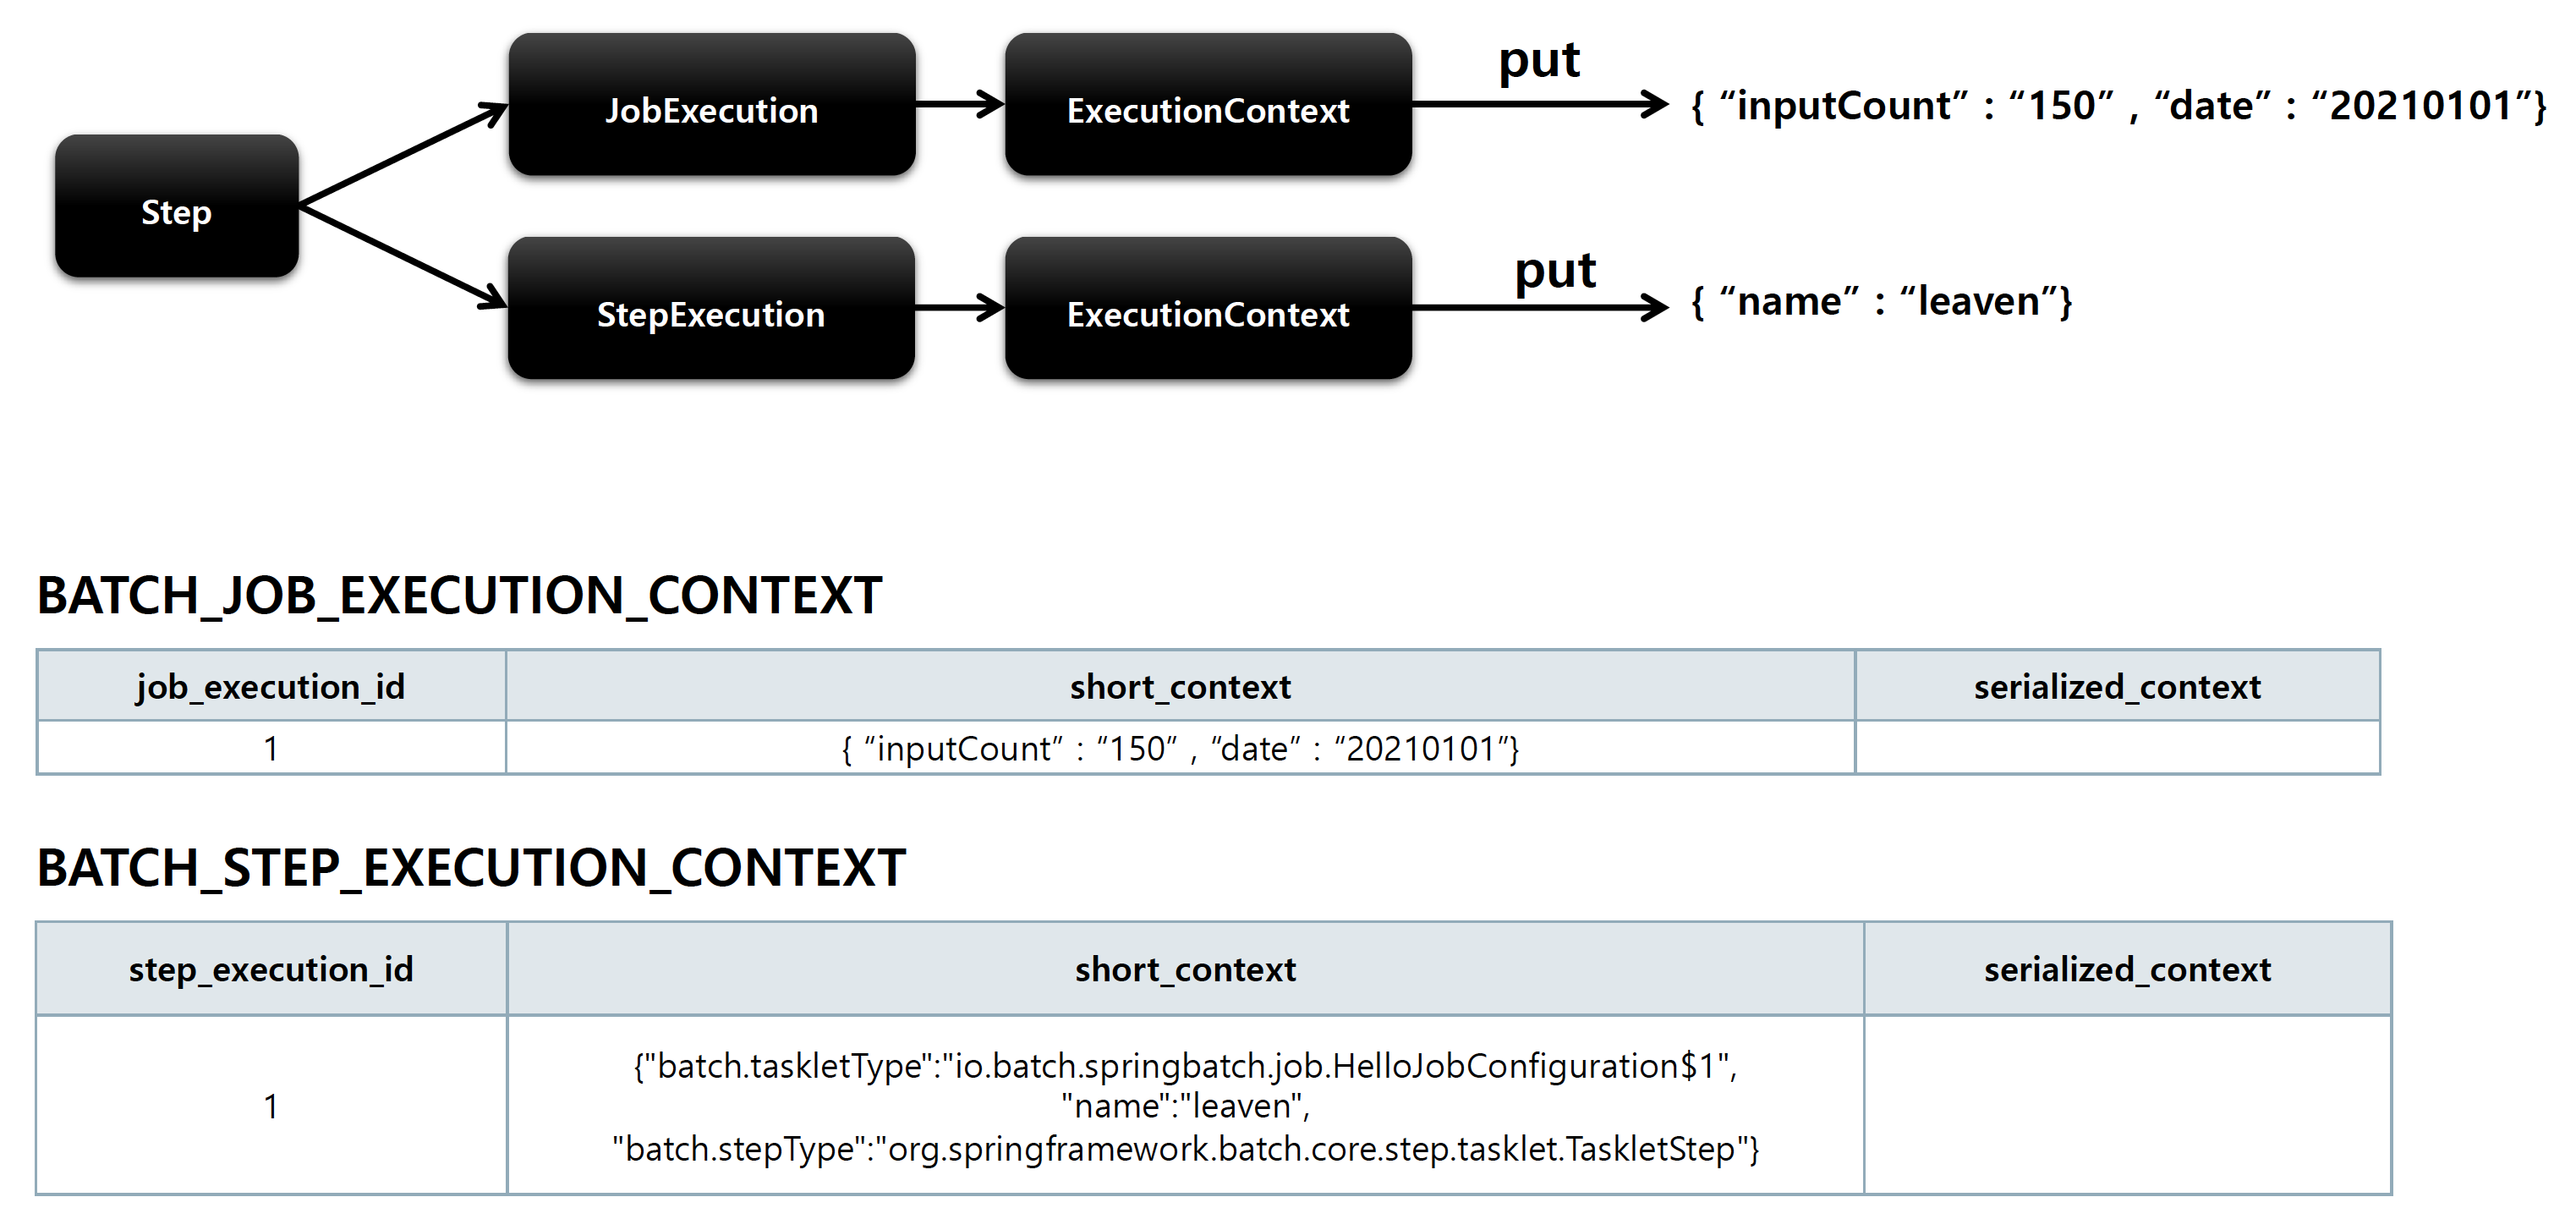 put
JobExecution
ExecutionContext
{ “inputCount” : “150” , “date” : “20210101”}
Step
put
StepExecution
ExecutionContext
{ “name” : “leaven”}
BATCH_JOB_EXECUTION_CONTEXT
job_execution_id
short_context
serialized_context
1
{ “inputCount” : “150” , “date” : “20210101”}
BATCH_STEP_EXECUTION_CONTEXT
step_execution_id
short_context
serialized_context
1
{"batch.taskletType":"io.batch.springbatch.job.HelloJobConfiguration$1",
"name":"leaven",
"batch.stepType":"org.springframework.batch.core.step.tasklet.TaskletStep"}